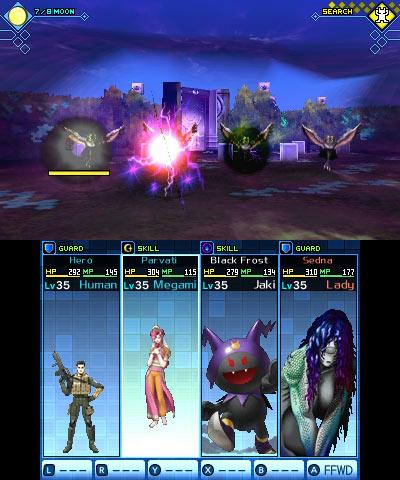 7/8 MOON
SEARCH
GUARD
SKILL
SKILL
GUARD
Hero
Parvati
Black Frost
Sedna
HP 292 MP 145
HP 304 MP 115
HP 279 MP 134
HP 310 MP 177
Lv35 Human
Lv35 Megami
Lv35 Jaki
Lv35 Lady
L ---
R ---
Y ---
X ---
B ---
A FFWD